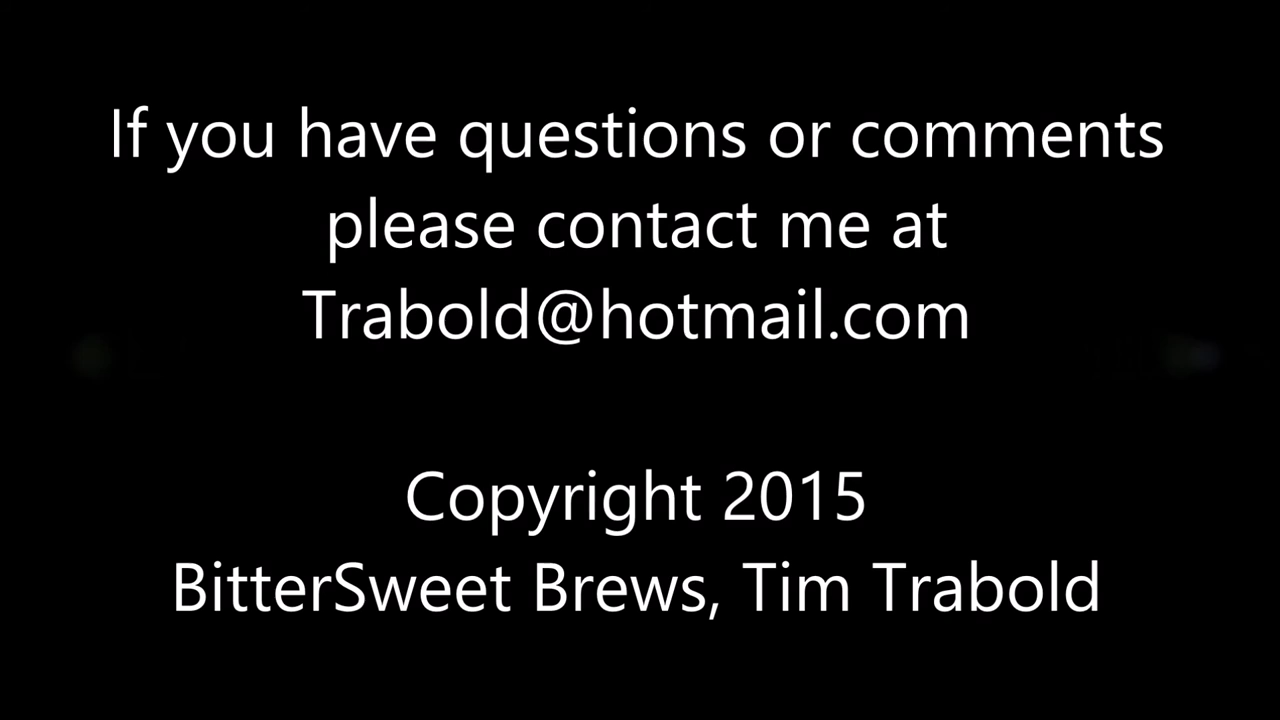 If you have questions or comments
please contact me at
Trabold@hotmail.com
Copyright 2015
BitterSweet Brews, Tim Trabold